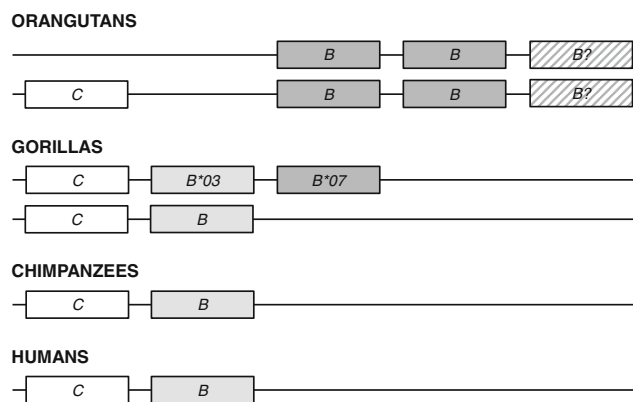 ORANGUTANS
B B B?
C B B B?
GORILLAS
C B*03 B*07
C B
CHIMPANZEES
C B
HUMANS
C B